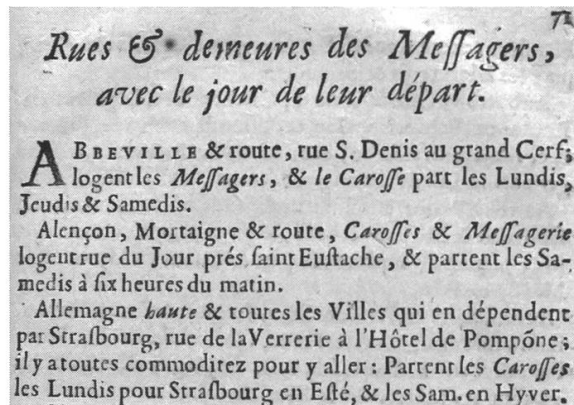 72
Rues & demeures des Meſſagers,
avec le jour de leur départ.
ABBEVILLE & route, rue S. Denis au grand Cerf;
logent les Meſſagers, & le Caroſſe part les Lundis,
Jeudis & Samedis.
Alençon, Mortaigne & route, Caroſſes & Meſſagerie
logent rue du Jour prés ſaint Euſtache, & partent les Sa-
medis à ſix heures du matin.
Allemagne haute & toutes les Villes qui en dépendent
par Straſbourg, rue de la Verrerie à l'Hôtel de Pompõne;
il y a toutes commoditez pour y aller : Partent les Caroſſes
les Lundis pour Straſbourg en Eſté, & les Sam. en Hyver.